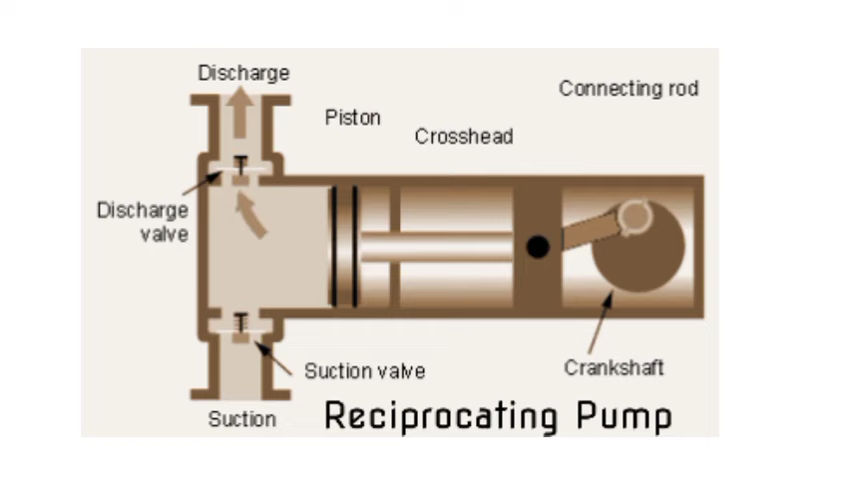 Discharge
Connecting rod
Piston
Crosshead
Discharge
valve
Suction valve
Crankshaft
Suction
Reciprocating Pump